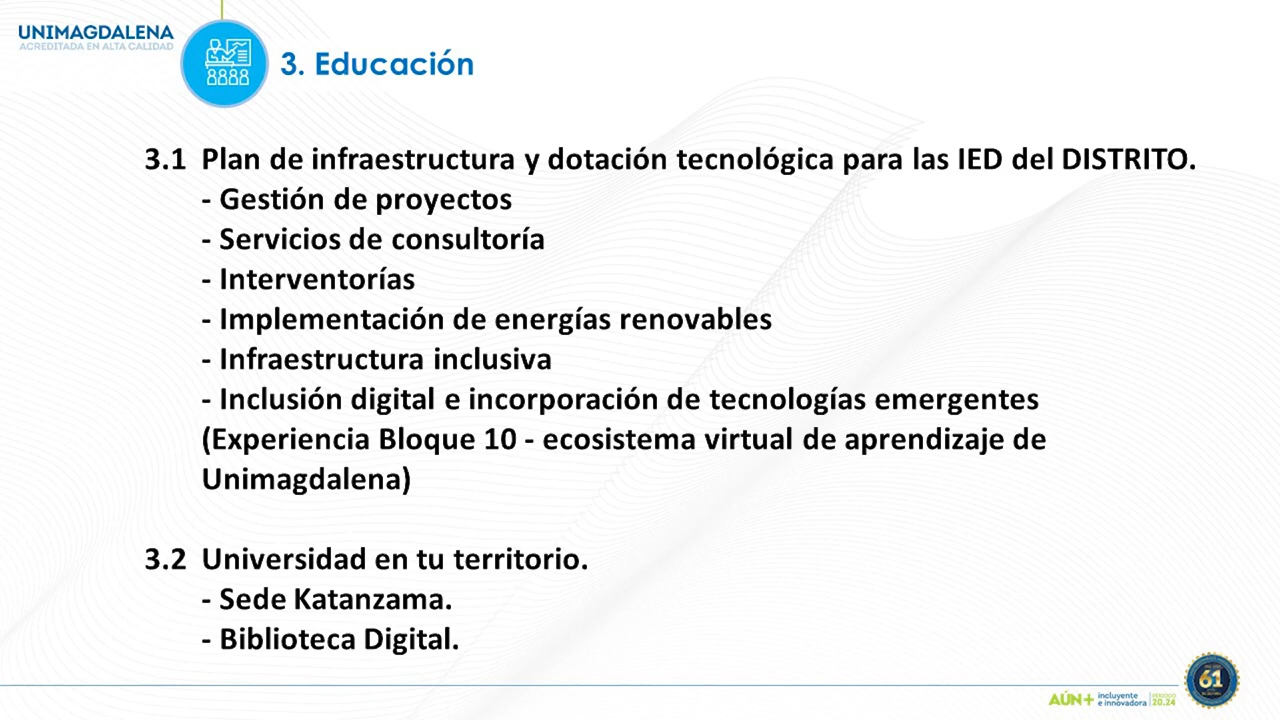 UNIMAGDALENA
ACREDITADA EN ALTA CALIDAD
3. Educación
3.1 Plan de infraestructura y dotación tecnológica para las IED del DISTRITO.
- Gestión de proyectos
- Servicios de consultoría
- Interventorías
- Implementación de energías renovables
- Infraestructura inclusiva
- Inclusión digital e incorporación de tecnologías emergentes
(Experiencia Bloque 10 - ecosistema virtual de aprendizaje de
Unimagdalena)
3.2 Universidad en tu territorio.
- Sede Katanzama.
- Biblioteca Digital.
AÚN+ incluyente
e innovadora
PERIODO
20.24
61